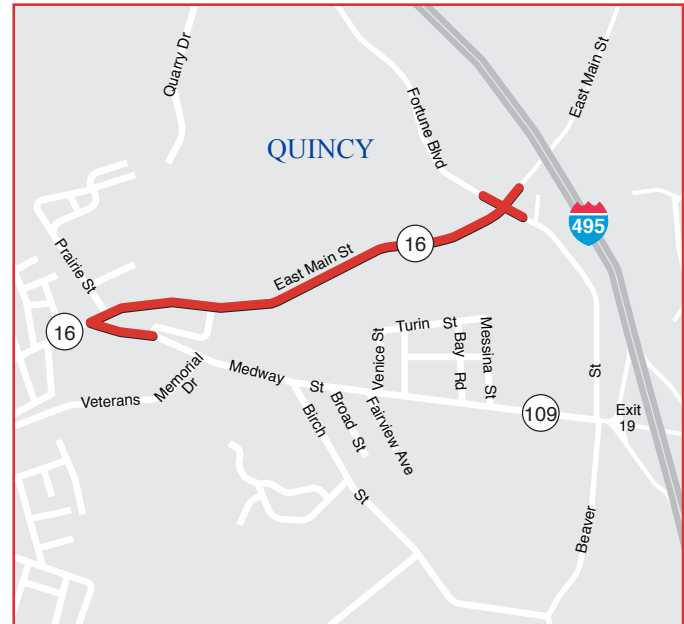 Quarry Dr
East Main St
Fortune Blvd
QUINCY
495
16
East Main St
Prairie St
16
Turin St
Messina St
Venice St
Bay Rd
Medway St
Memorial Dr
Veterans
Broad St
Fairview Ave
Birch St
109
St
Exit 19
Beaver